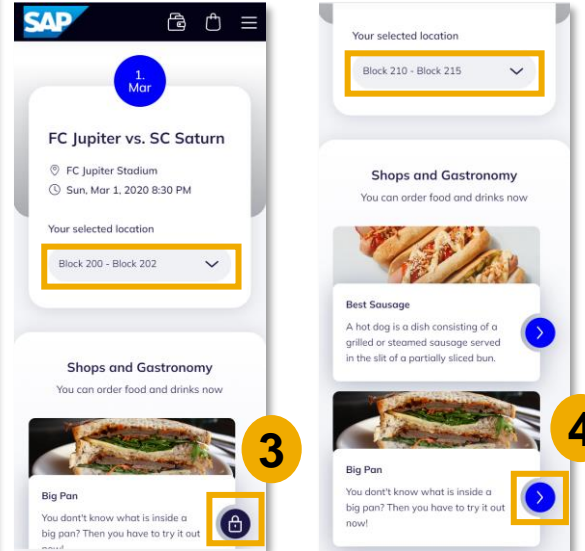 SAP
1.
Mar
FC Jupiter vs. SC Saturn
FC Jupiter Stadium
Sun, Mar 1, 2020 8:30 PM
Your selected location
Block 200 - Block 202
Shops and Gastronomy
You can order food and drinks now
3
Big Pan
You dont't know what is inside a
big pan? Then you have to try it out
now!
Your selected location
Block 210 - Block 215
Shops and Gastronomy
You can order food and drinks now
Best Sausage
A hot dog is a dish consisting of a
grilled or steamed sausage served
in the slit of a partially sliced bun.
4
Big Pan
You dont't know what is inside a
big pan? Then you have to try it out
now!